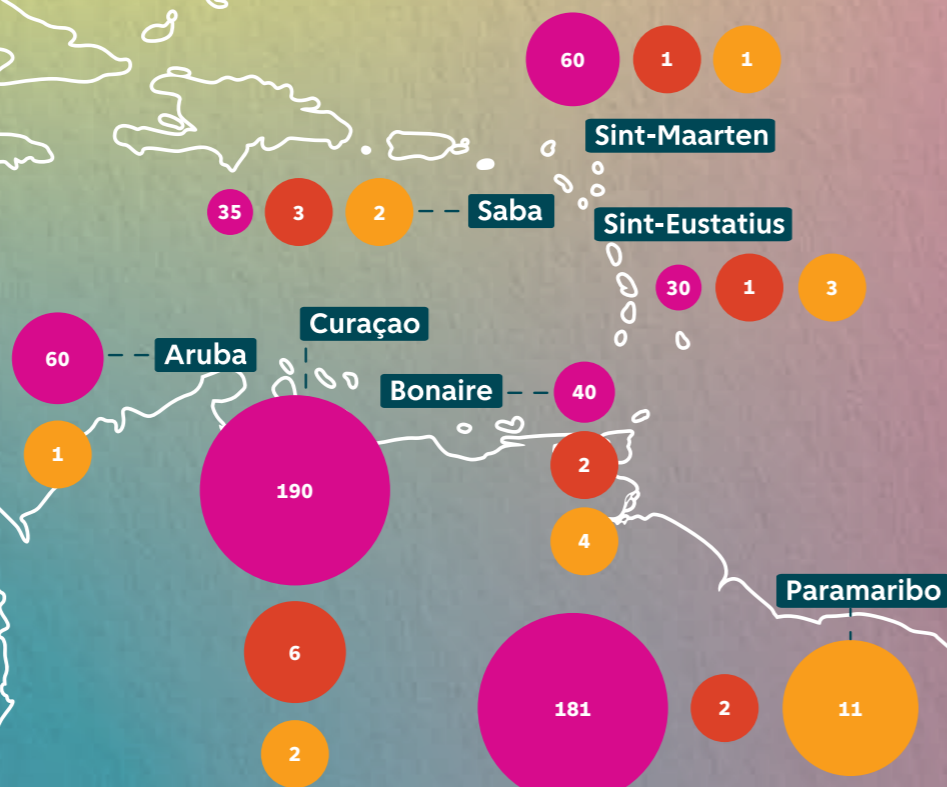 60 1 1
Sint-Maarten
35 3 2 Saba
Sint-Eustatius
30 1 3
Curaçao
60 Aruba
1
Bonaire 40
2
4
190
6
2
Paramaribo
181 2 11